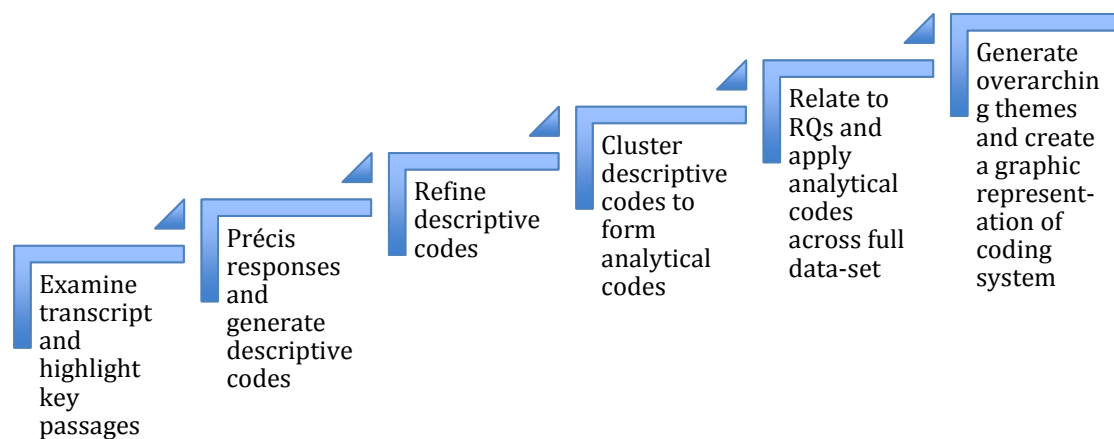 Examine
transcript
and
highlight
key
passages
Précis
responses
and
generate
descriptive
codes
Refine
descriptive
codes
Cluster
descriptive
codes to
form
analytical
codes
Relate to
RQs and
apply
analytical
codes
across full
data-set
Generate
overarchin
g themes
and create
a graphic
represent-
ation of
coding
system